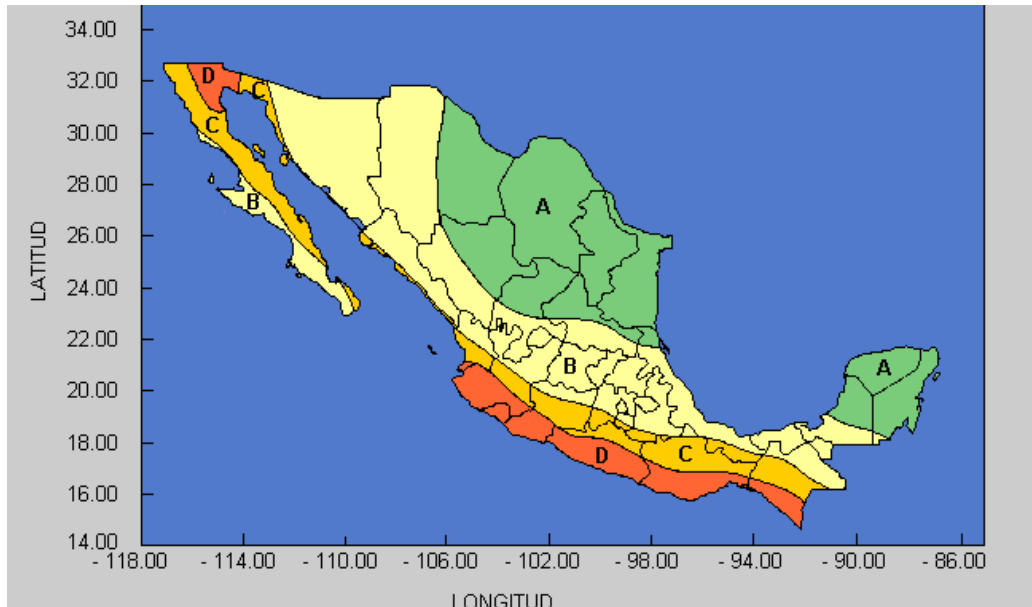 34.00
32.00
30.00
28.00
26.00
24.00
22.00
20.00
18.00
16.00
14.00
LATITUD
D
C
C
B
A
A
B
C
D
- 118.00 - 114.00 - 110.00 - 106.00 - 102.00 - 98.00 - 94.00 - 90.00 - 86.00
LONGITUD